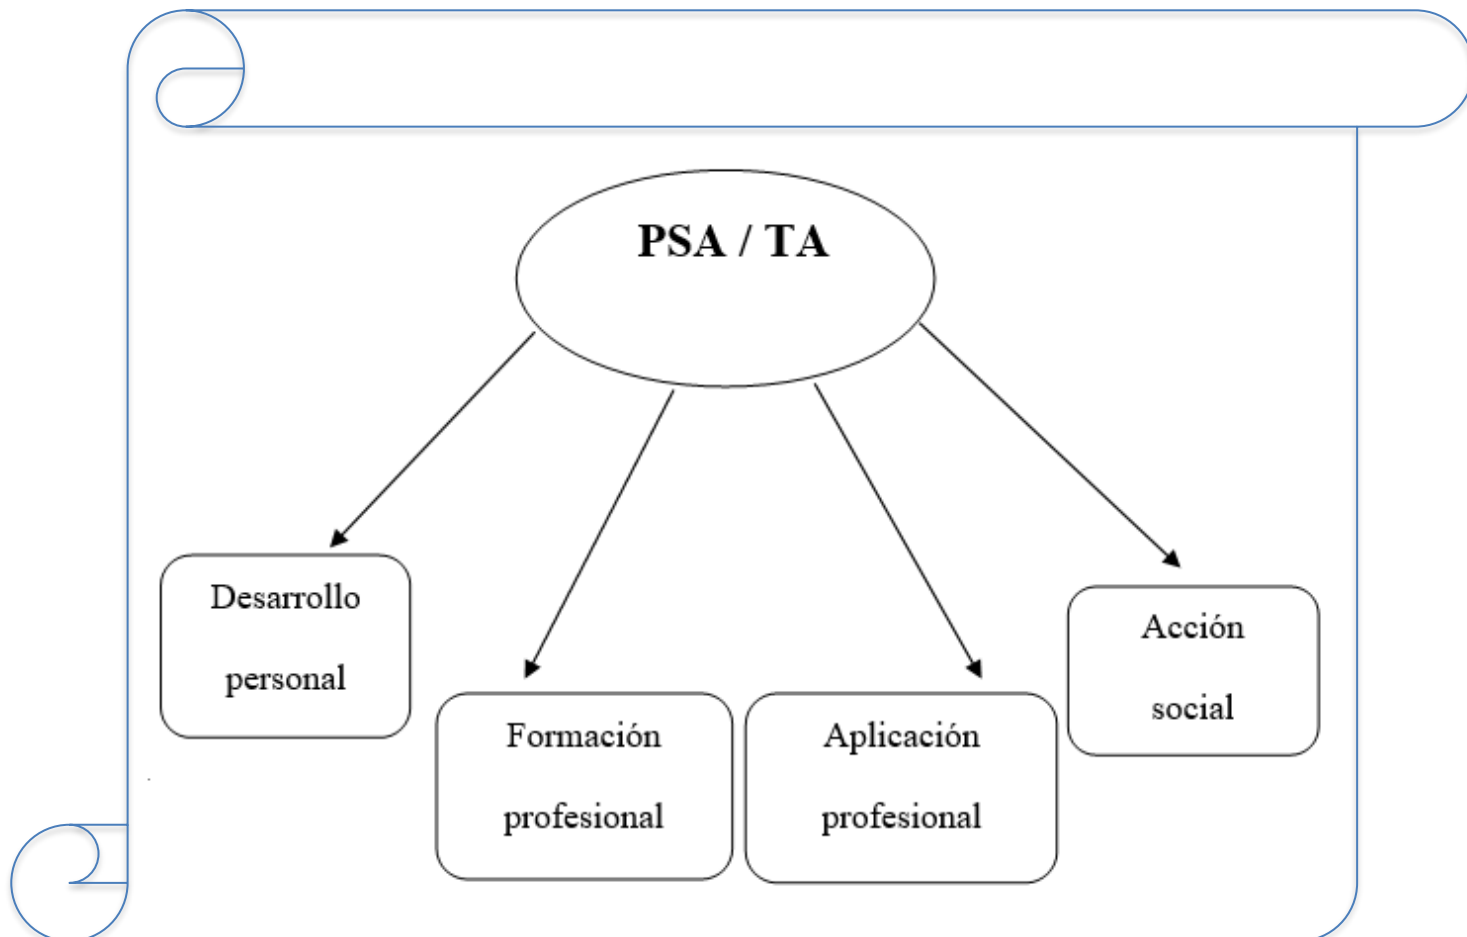 PSA / TA
Desarrollo
personal
Formación
profesional
Aplicación
profesional
Acción
social